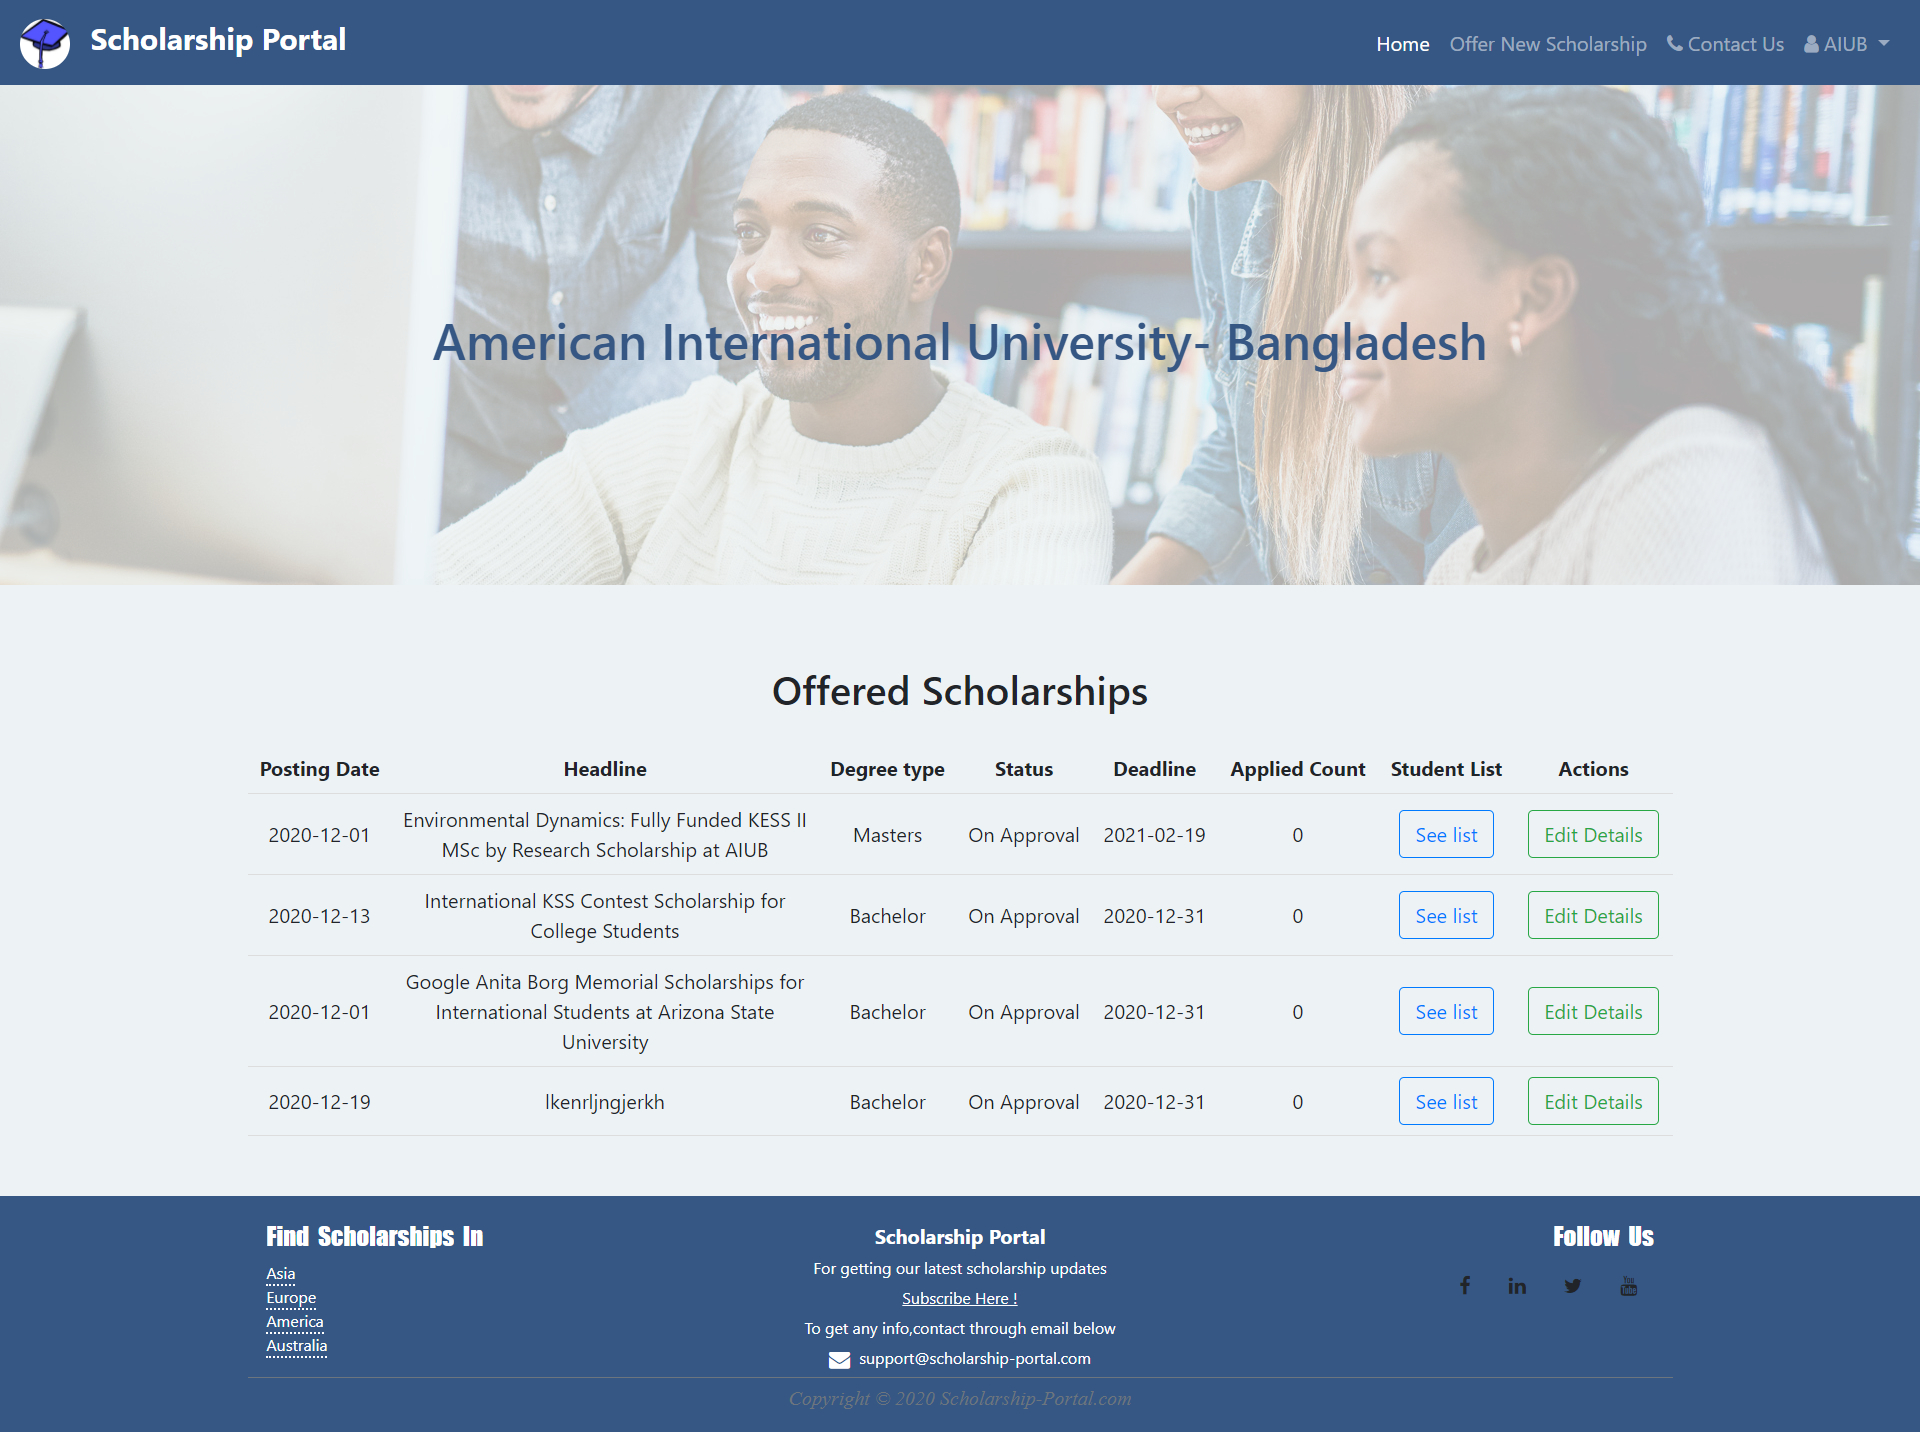 Scholarship Portal
Home Offer New Scholarship Contact Us AIUB
American International University- Bangladesh
Offered Scholarships
Posting Date Headline Degree type Status Deadline Applied Count Student List Actions
2020-12-01 Environmental Dynamics: Fully Funded KESS II Masters On Approval 2021-02-19 0 See list Edit Details
MSc by Research Scholarship at AIUB
2020-12-13 International KSS Contest Scholarship for Bachelor On Approval 2020-12-31 0 See list Edit Details
College Students
Google Anita Borg Memorial Scholarships for
2020-12-01 International Students at Arizona State Bachelor On Approval 2020-12-31 0 See list Edit Details
University
2020-12-19 lkenrljngjerkh Bachelor On Approval 2020-12-31 0 See list Edit Details
Find Scholarships In
Asia
Europe
America
Australia
Scholarship Portal
For getting our latest scholarship updates
Subscribe Here !
To get any info,contact through email below
support@scholarship-portal.com
Follow Us
Copyright © 2020 Scholarship-Portal.com